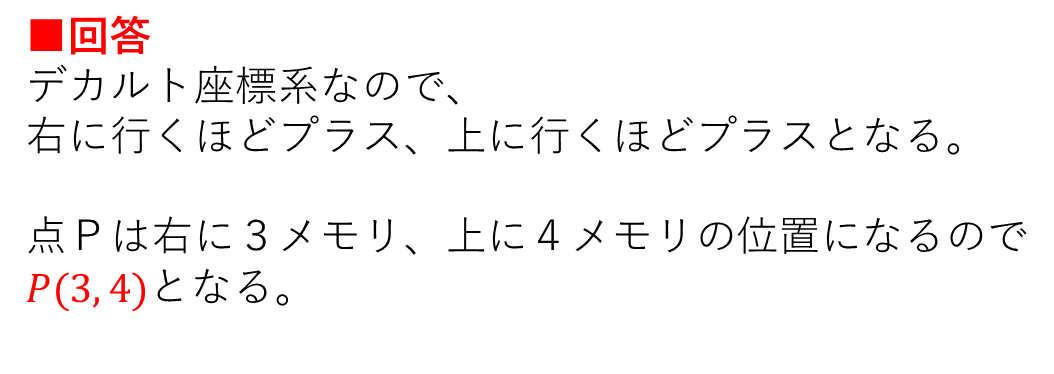 ■回答
デカルト座標系なので、
右に行くほどプラス、上に行くほどプラスとなる。
点Ｐは右に３メモリ、上に４メモリの位置になるので
P(3,4)となる。